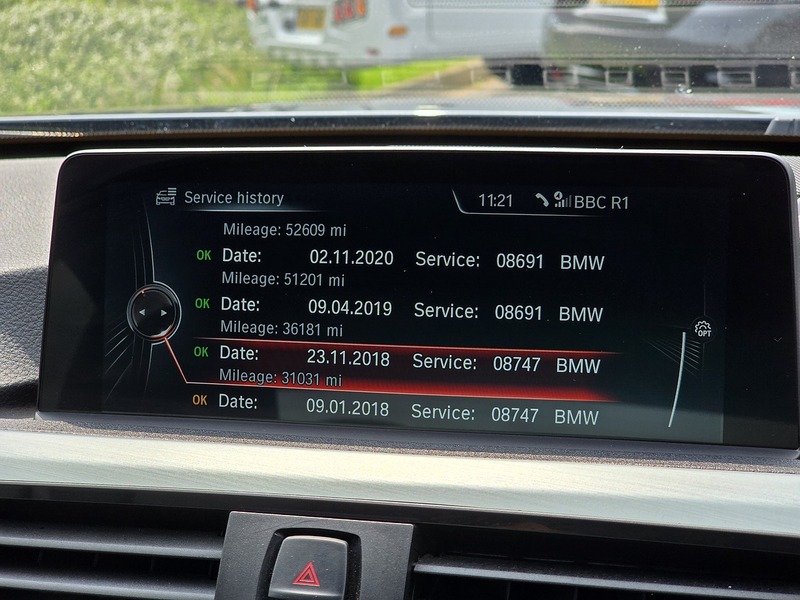 Service history
11:21 BBC R1
Mileage: 52609 mi
OK Date: 02.11.2020 Service: 08691 BMW
Mileage: 51201 mi
OK Date: 09.04.2019 Service: 08691 BMW
Mileage: 36181 mi
OK Date: 23.11.2018 Service: 08747 BMW
Mileage: 31031 mi
OK Date: 09.01.2018 Service: 08747 BMW
OPT